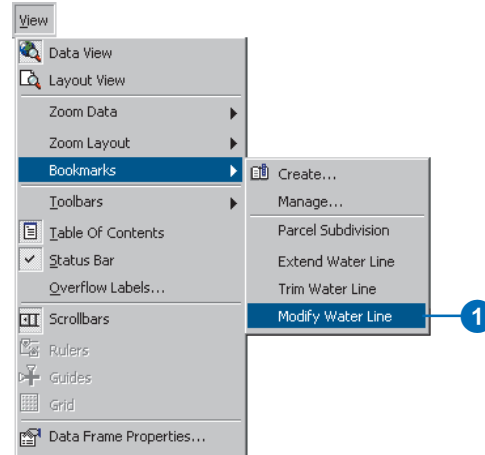 View
Data View
Layout View
Zoom Data
Zoom Layout
Bookmarks
Create...
Manage...
Parcel Subdivision
Extend Water Line
Trim Water Line
Modify Water Line
1
Toolbars
Table Of Contents
Status Bar
Overflow Labels...
Scrollbars
Rulers
Guides
Grid
Data Frame Properties...